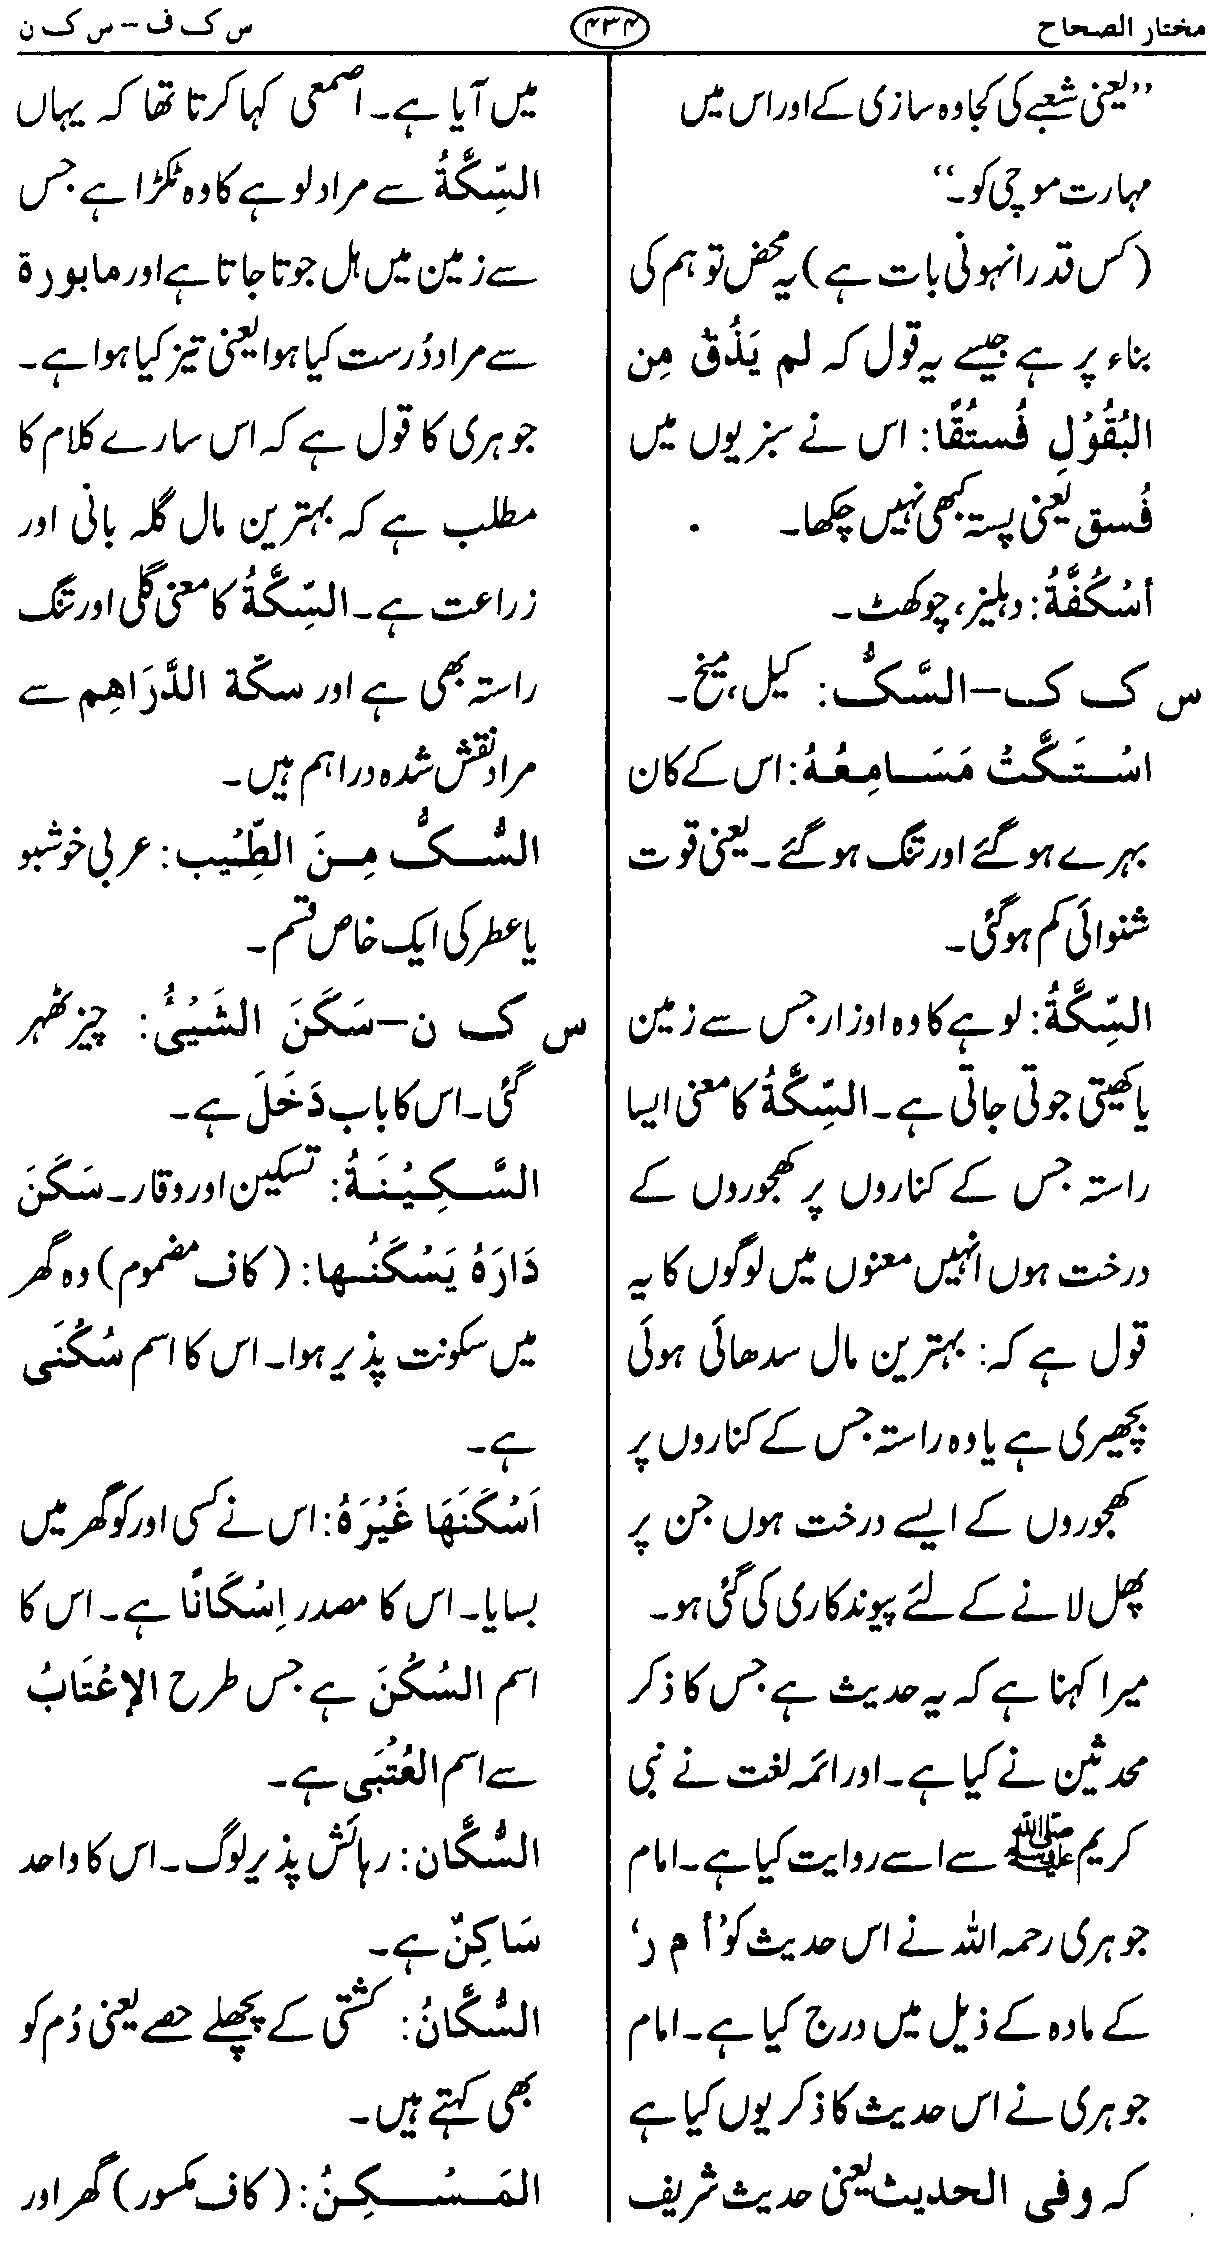 مختار الصحاح ۴۳۴ س ک ف – س ک ن
”یعنی شعبے کی کجاوہ سازی کے اور اس میں
مہارت موچی کو۔“
(کس قدر انہونی بات ہے) یہ محض توہم کی
بناء پر ہے جیسے یہ قول کہ لم يَذُقْ مِن
البُقُوْلِ فُستُقًا: اس نے سبزیوں میں
فُسق یعنی پستہ کبھی نہیں چکھا۔
أسْكُفَّةُ: دہلیز، چوکھٹ۔
س ک ک – السَّكُّ: کیل، میخ۔
اسْتَكَّتْ مَسَامِعُهُ: اس کے کان
بہرے ہو گئے اور تنگ ہو گئے۔ یعنی قوت
شنوائی کم ہو گئی۔
السِّكَّةُ: لوہے کا وہ اوزار جس سے زمین
یا کھیتی جوتی جاتی ہے۔ السِّكَّةُ کا معنی ایسا
راستہ جس کے کناروں پر کھجوروں کے
درخت ہوں انہیں معنوں میں لوگوں کا یہ
قول ہے کہ: بہترین مال سدھائی ہوئی
بچھیری ہے یا وہ راستہ جس کے کناروں پر
کھجوروں کے ایسے درخت ہوں جن پر
پھل لانے کے لئے پیوند کاری کی گئی ہو۔
میرا کہنا ہے کہ یہ حدیث ہے جس کا ذکر
محدثین نے کیا ہے۔ اور ائمہ لغت نے نبی
کریم ﷺ سے اسے روایت کیا ہے۔ امام
جوہری رحمہ اللہ نے اس حدیث کو ’أ م ر‘
کے مادہ کے ذیل میں درج کیا ہے۔ امام
جوہری نے اس حدیث کا ذکر یوں کیا ہے
کہ وفي الحديث یعنی حدیث شریف
میں آیا ہے۔ اصمعی کہا کرتا تھا کہ یہاں
السِّكَّةُ سے مراد لوہے کا وہ ٹکڑا ہے جس
سے زمین میں ہل جوتا جاتا ہے اور مابورة
سے مراد دُرست کیا ہوا یعنی تیز کیا ہوا ہے۔
جوہری کا قول ہے کہ اس سارے کلام کا
مطلب ہے کہ بہترین مال گلہ بانی اور
زراعت ہے۔ السِّكَّةُ کا معنی گلی اور تنگ
راستہ بھی ہے اور سكّة الدَّرَاهِم سے
مراد نقش شدہ دراہم ہیں۔
السُّكُّ مِنَ الطِّيْب: عربی خوشبو
یا عطر کی ایک خاص قسم۔
س ک ن – سَكَنَ الشَيْئُ: چیز ٹھہر
گئی۔ اس کا باب دَخَلَ ہے۔
السَّكِيْنَةُ: تسکین اور وقار۔ سَكَنَ
دَارَهُ يَسْكُنُها: (کاف مضموم) وہ گھر
میں سکونت پذیر ہوا۔ اس کا اسم سُكْنَى
ہے۔
اَسْكَنَهَا غَيْرَهُ: اس نے کسی اور کو گھر میں
بسایا۔ اس کا مصدر اِسْكَانًا ہے۔ اس کا
اسم السُكْنَ ہے جس طرح الإعْتَابُ
سے اسم العُتْبَى ہے۔
السُّكَّان: رہائش پذیر لوگ۔ اس کا واحد
سَاكِنٌ ہے۔
السُّكَّانُ: کشتی کے پچھلے حصے یعنی دُم کو
بھی کہتے ہیں۔
المَسْكِنُ: (کاف مکسور) گھر اور